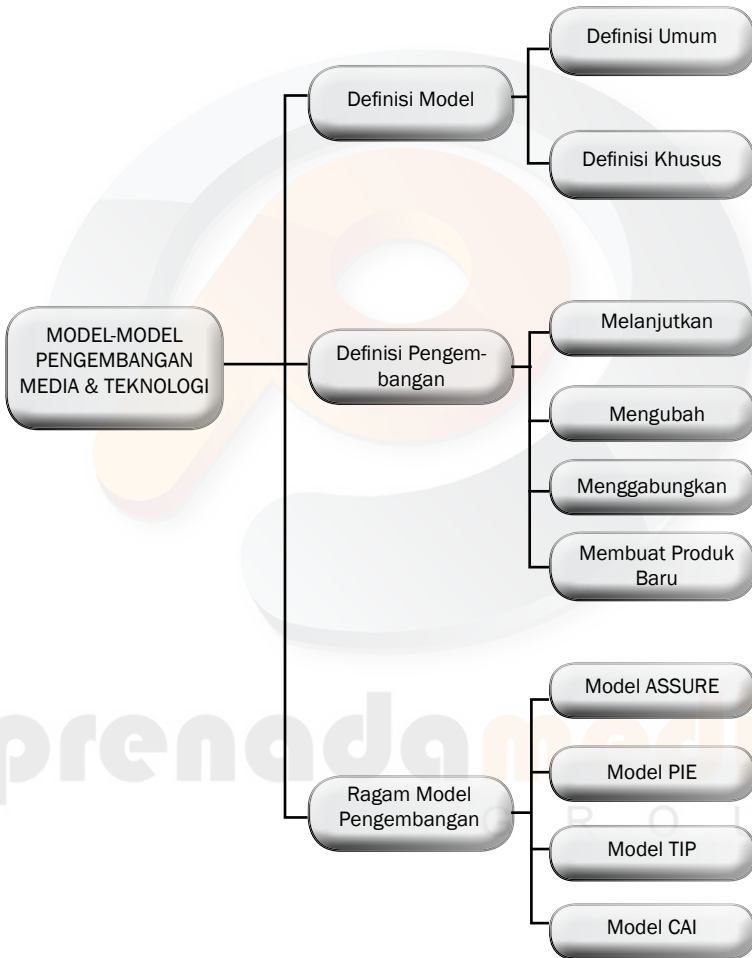 Definisi Umum
Definisi Model
Definisi Khusus
MODEL-MODEL
PENGEMBANGAN
MEDIA & TEKNOLOGI
Definisi Pengem-
bangan
Melanjutkan
Mengubah
Menggabungkan
Membuat Produk
Baru
Ragam Model
Pengembangan
Model ASSURE
Model PIE
Model TIP
Model CAI
prenadamedia
G R O U